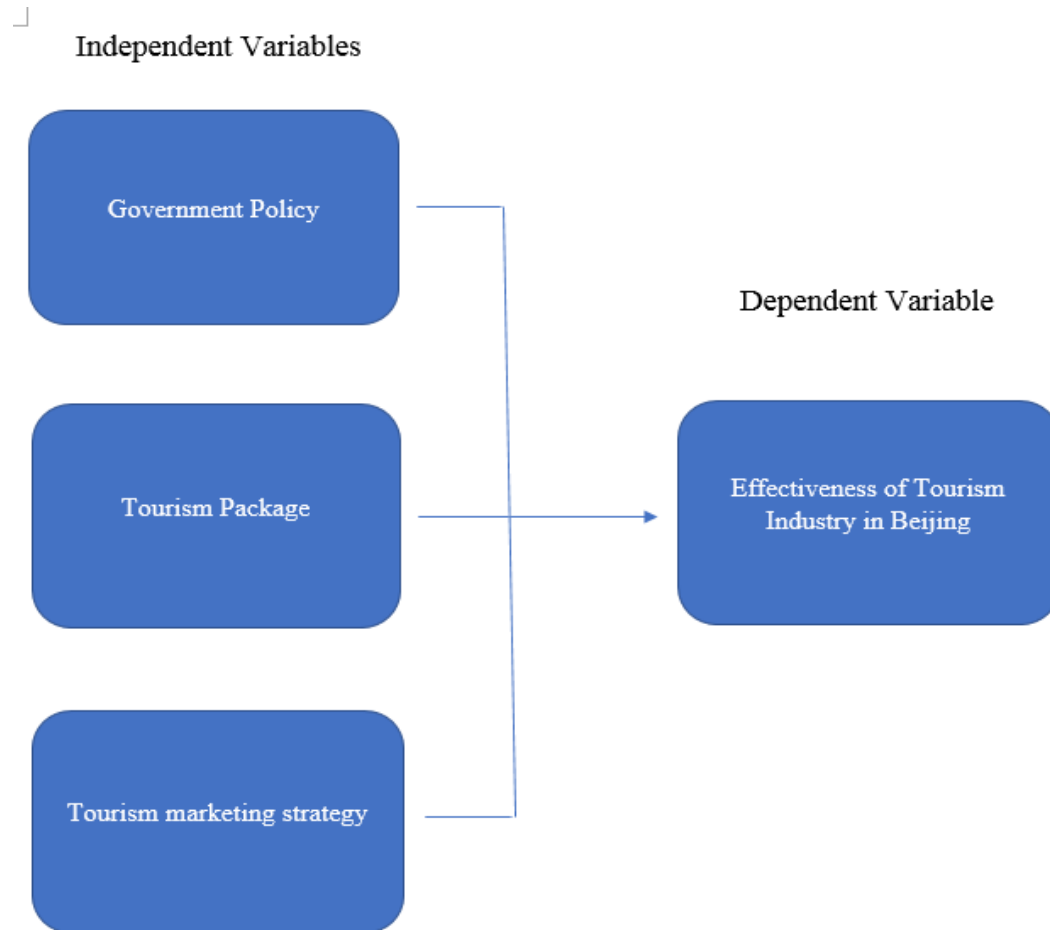 Independent Variables
Government Policy
Dependent Variable
Tourism Package
Effectiveness of Tourism
Industry in Beijing
Tourism marketing strategy